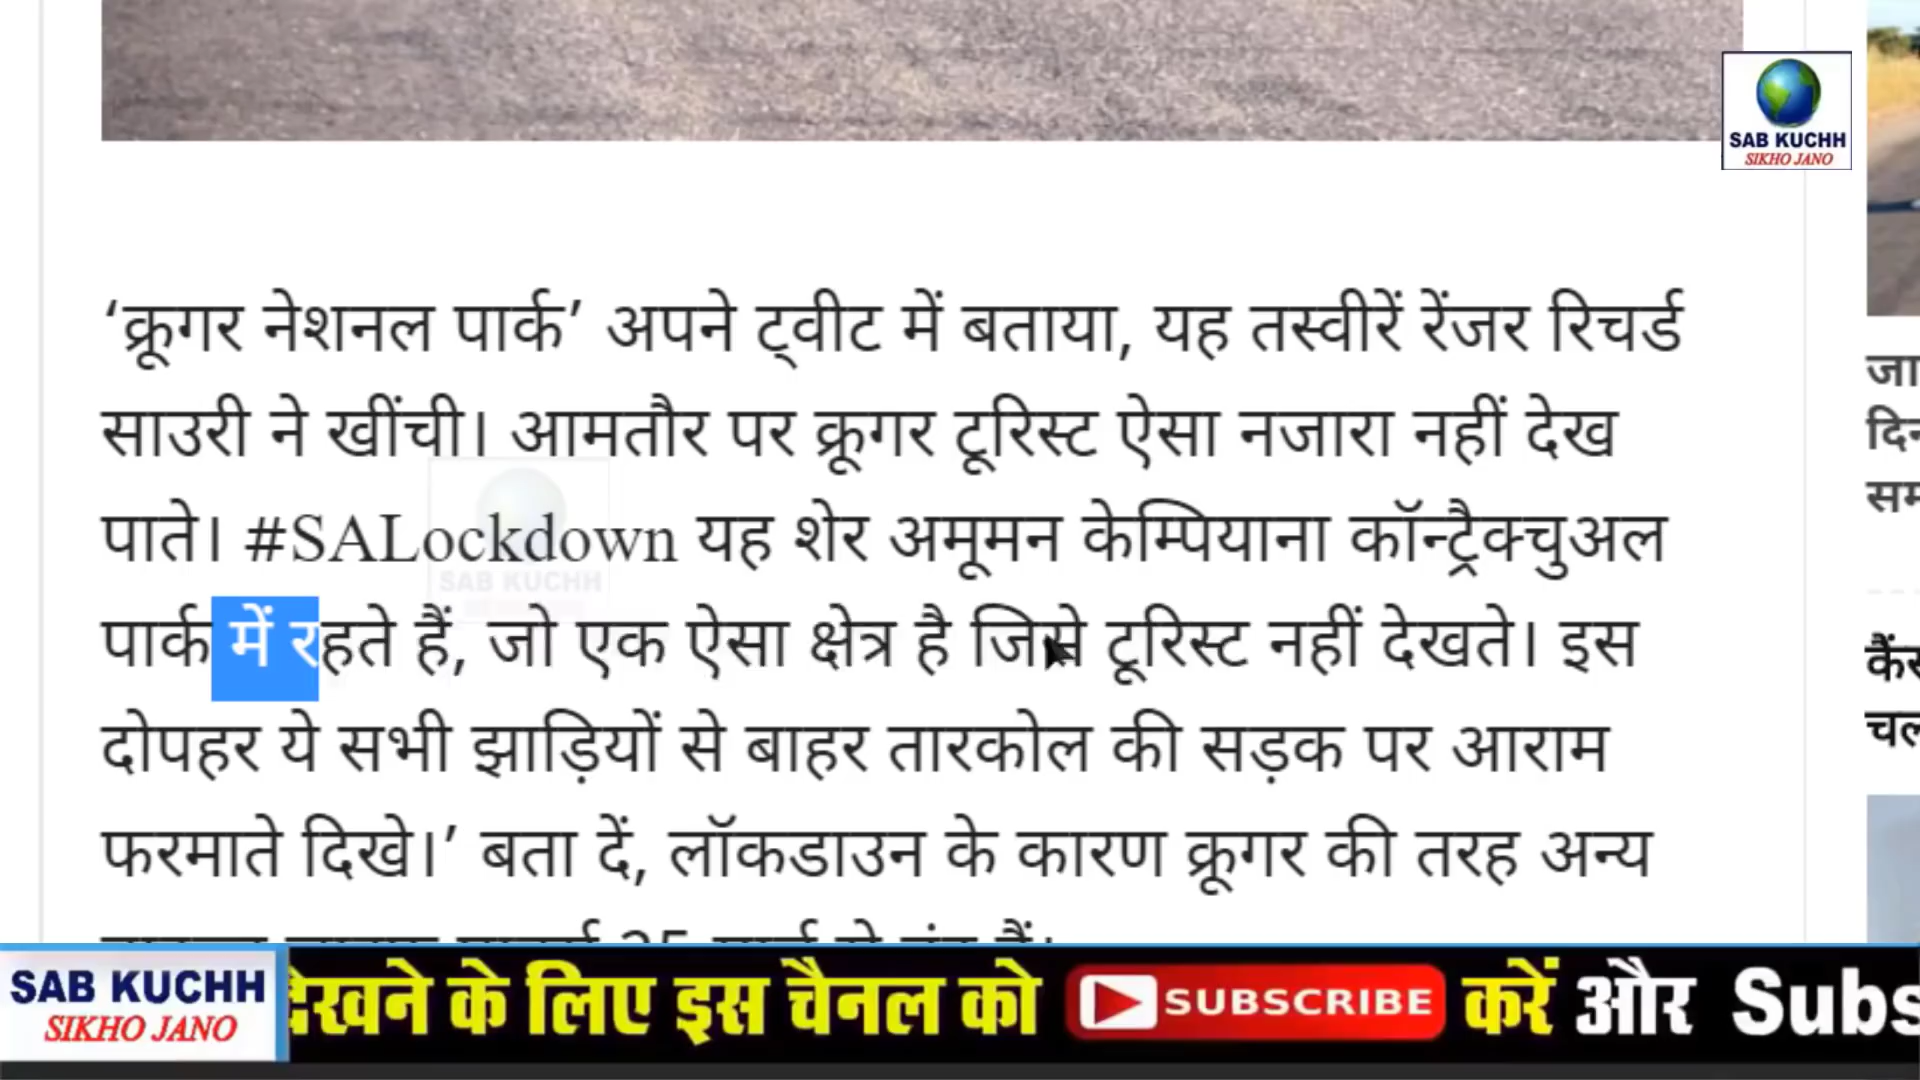 SAB KUCHH
SIKHO JANO
‘क्रूगर नेशनल पार्क’ अपने ट्वीट में बताया, यह तस्वीरें रेंजर रिचर्ड
साउरी ने खींची। आमतौर पर क्रूगर टूरिस्ट ऐसा नजारा नहीं देख
पाते। #SALockdown यह शेर अमूमन केम्पियाना कॉन्ट्रैक्चुअल
SAB KUCHH
पार्क में रहते हैं, जो एक ऐसा क्षेत्र है जिसे टूरिस्ट नहीं देखते। इस
दोपहर ये सभी झाड़ियों से बाहर तारकोल की सड़क पर आराम
फरमाते दिखे।’ बता दें, लॉकडाउन के कारण क्रूगर की तरह अन्य
SAB KUCHH
SIKHO JANO
देखने के लिए इस चैनल को SUBSCRIBE करें और Subs